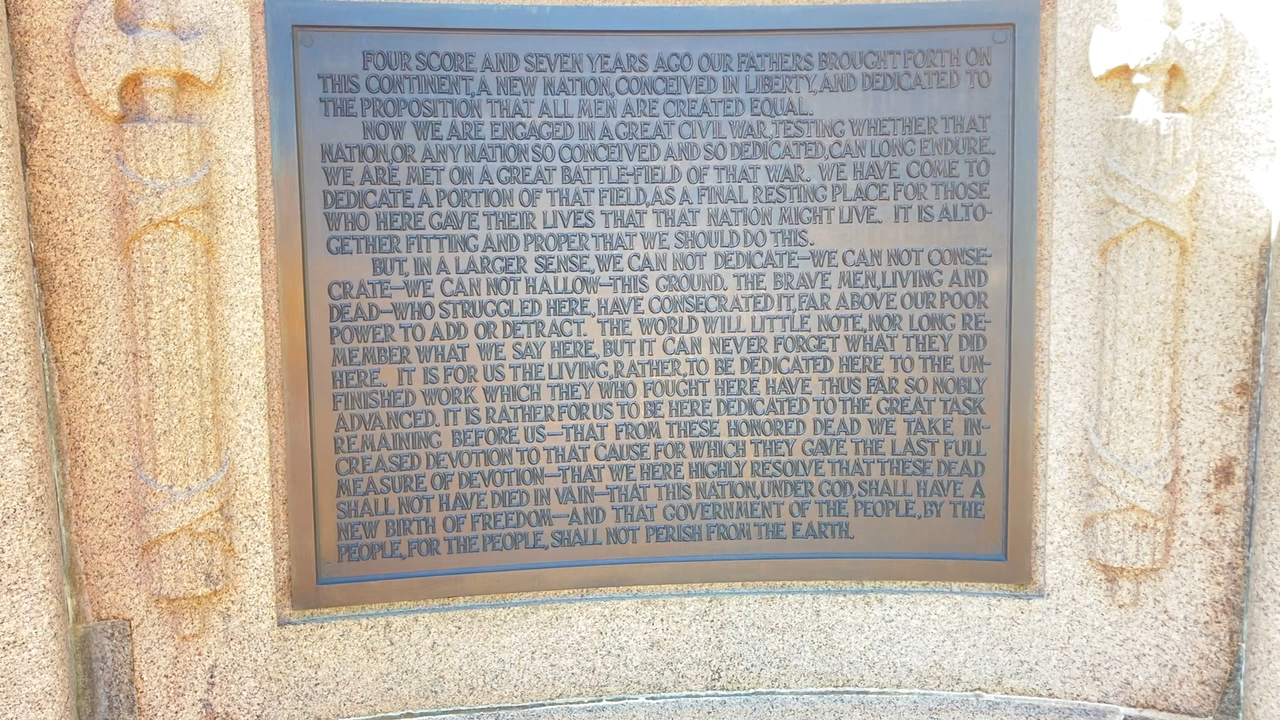 FOUR SCORE AND SEVEN YEARS AGO OUR FATHERS BROUGHT FORTH ON
THIS CONTINENT, A NEW NATION, CONCEIVED IN LIBERTY, AND DEDICATED TO
THE PROPOSITION THAT ALL MEN ARE CREATED EQUAL.
NOW WE ARE ENGAGED IN A GREAT CIVIL WAR, TESTING WHETHER THAT
NATION, OR ANY NATION SO CONCEIVED AND SO DEDICATED, CAN LONG ENDURE.
WE ARE MET ON A GREAT BATTLE-FIELD OF THAT WAR. WE HAVE COME TO
DEDICATE A PORTION OF THAT FIELD, AS A FINAL RESTING PLACE FOR THOSE
WHO HERE GAVE THEIR LIVES THAT THAT NATION MIGHT LIVE. IT IS ALTO-
GETHER FITTING AND PROPER THAT WE SHOULD DO THIS.
BUT, IN A LARGER SENSE, WE CAN NOT DEDICATE—WE CAN NOT CONSE-
CRATE—WE CAN NOT HALLOW—THIS GROUND. THE BRAVE MEN, LIVING AND
DEAD—WHO STRUGGLED HERE, HAVE CONSECRATED IT, FAR ABOVE OUR POOR
POWER TO ADD OR DETRACT. THE WORLD WILL LITTLE NOTE, NOR LONG RE-
MEMBER WHAT WE SAY HERE, BUT IT CAN NEVER FORGET WHAT THEY DID
HERE. IT IS FOR US THE LIVING, RATHER, TO BE DEDICATED HERE TO THE UN-
FINISHED WORK WHICH THEY WHO FOUGHT HERE HAVE THUS FAR SO NOBLY
ADVANCED. IT IS RATHER FOR US TO BE HERE DEDICATED TO THE GREAT TASK
REMAINING BEFORE US—THAT FROM THESE HONORED DEAD WE TAKE IN-
CREASED DEVOTION TO THAT CAUSE FOR WHICH THEY GAVE THE LAST FULL
MEASURE OF DEVOTION—THAT WE HERE HIGHLY RESOLVE THAT THESE DEAD
SHALL NOT HAVE DIED IN VAIN—THAT THIS NATION, UNDER GOD, SHALL HAVE A
NEW BIRTH OF FREEDOM—AND THAT GOVERNMENT OF THE PEOPLE, BY THE
PEOPLE, FOR THE PEOPLE, SHALL NOT PERISH FROM THE EARTH.